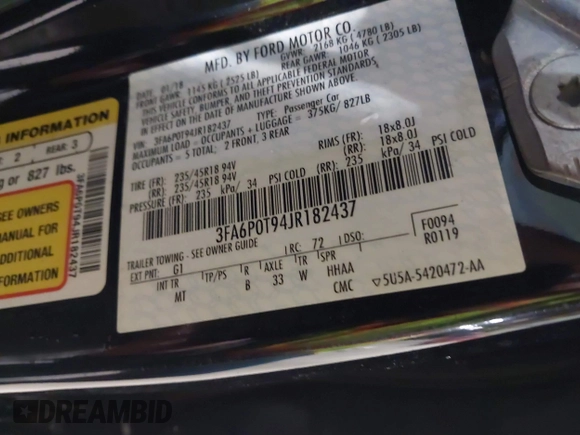 MFD. BY FORD MOTOR CO.
DATE: 01/18 GVWR: 2168 KG ( 4780 LB)
FRONT GAWR: 1145 KG ( 2525 LB) REAR GAWR: 1046 KG ( 2305 LB)
THIS VEHICLE CONFORMS TO ALL APPLICABLE FEDERAL MOTOR
VEHICLE SAFETY, BUMPER, AND THEFT PREVENTION STANDARDS
IN EFFECT ON THE DATE OF MANUFACTURE SHOWN ABOVE.
VIN: 3FA6P0T94JR182437 TYPE: Passenger Car
MAXIMUM LOAD = OCCUPANTS + LUGGAGE = 375KG/ 827LB
OCCUPANTS = 5 TOTAL: 2 FRONT, 3 REAR
TIRE (FR): 235/45R18 94V RIMS (FR): 18x8.0J
(RR): 235/45R18 94V (RR): 18x8.0J
PRESSURE (FR): 235 kPa/ 34 PSI COLD (RR): 235 kPa/ 34 PSI COLD
3FA6P0T94JR182437
TRAILER TOWING - SEE OWNER GUIDE
F0094
R0119
EXT PNT: G1 RC: 72 DSO:
INT TR TP/PS R AXLE TR SPR
MT B 33 W HHAA
CMC
▽5U5A-5420472-AA
INFORMATION
2 REAR: 3
g or 827 lbs.
SEE OWNERS
MANUAL FOR
ADDITIONAL
INFORMATION
3FA6P0T94JR182437
DREAMBID